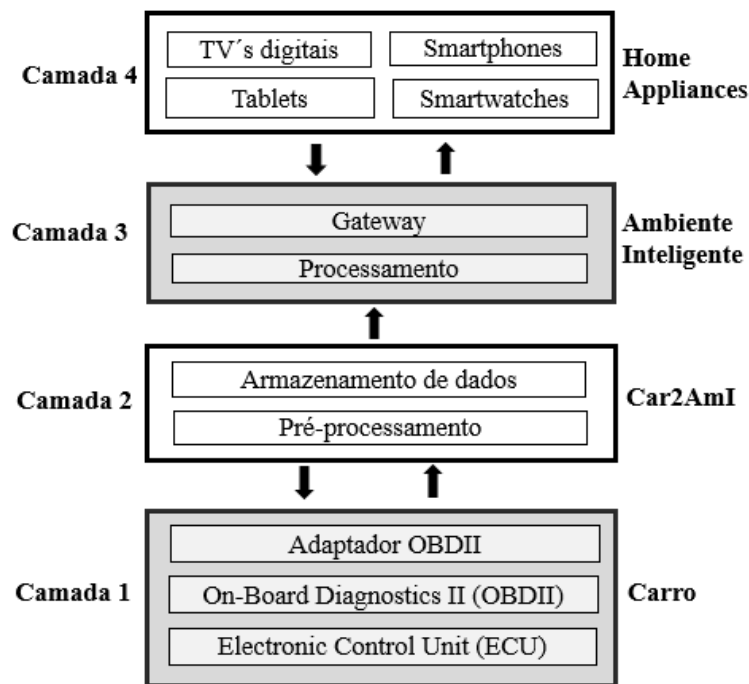 Camada 4
TV´s digitais
Smartphones
Tablets
Smartwatches
Home
Appliances
Camada 3
Gateway
Processamento
Ambiente
Inteligente
Camada 2
Armazenamento de dados
Pré-processamento
Car2AmI
Camada 1
Adaptador OBDII
On-Board Diagnostics II (OBDII)
Electronic Control Unit (ECU)
Carro